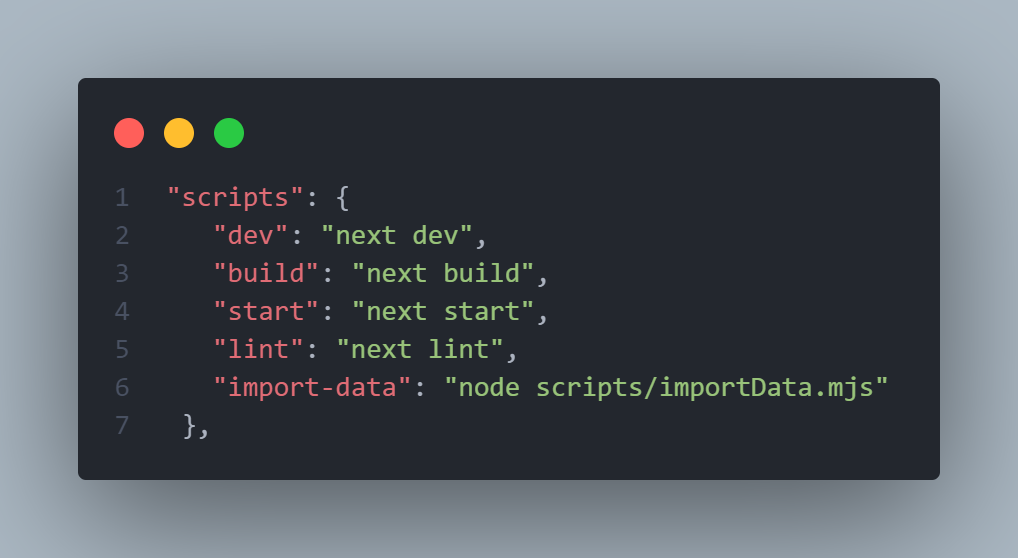 1 "scripts": {
2 "dev": "next dev",
3 "build": "next build",
4 "start": "next start",
5 "lint": "next lint",
6 "import-data": "node scripts/importData.mjs"
7 },